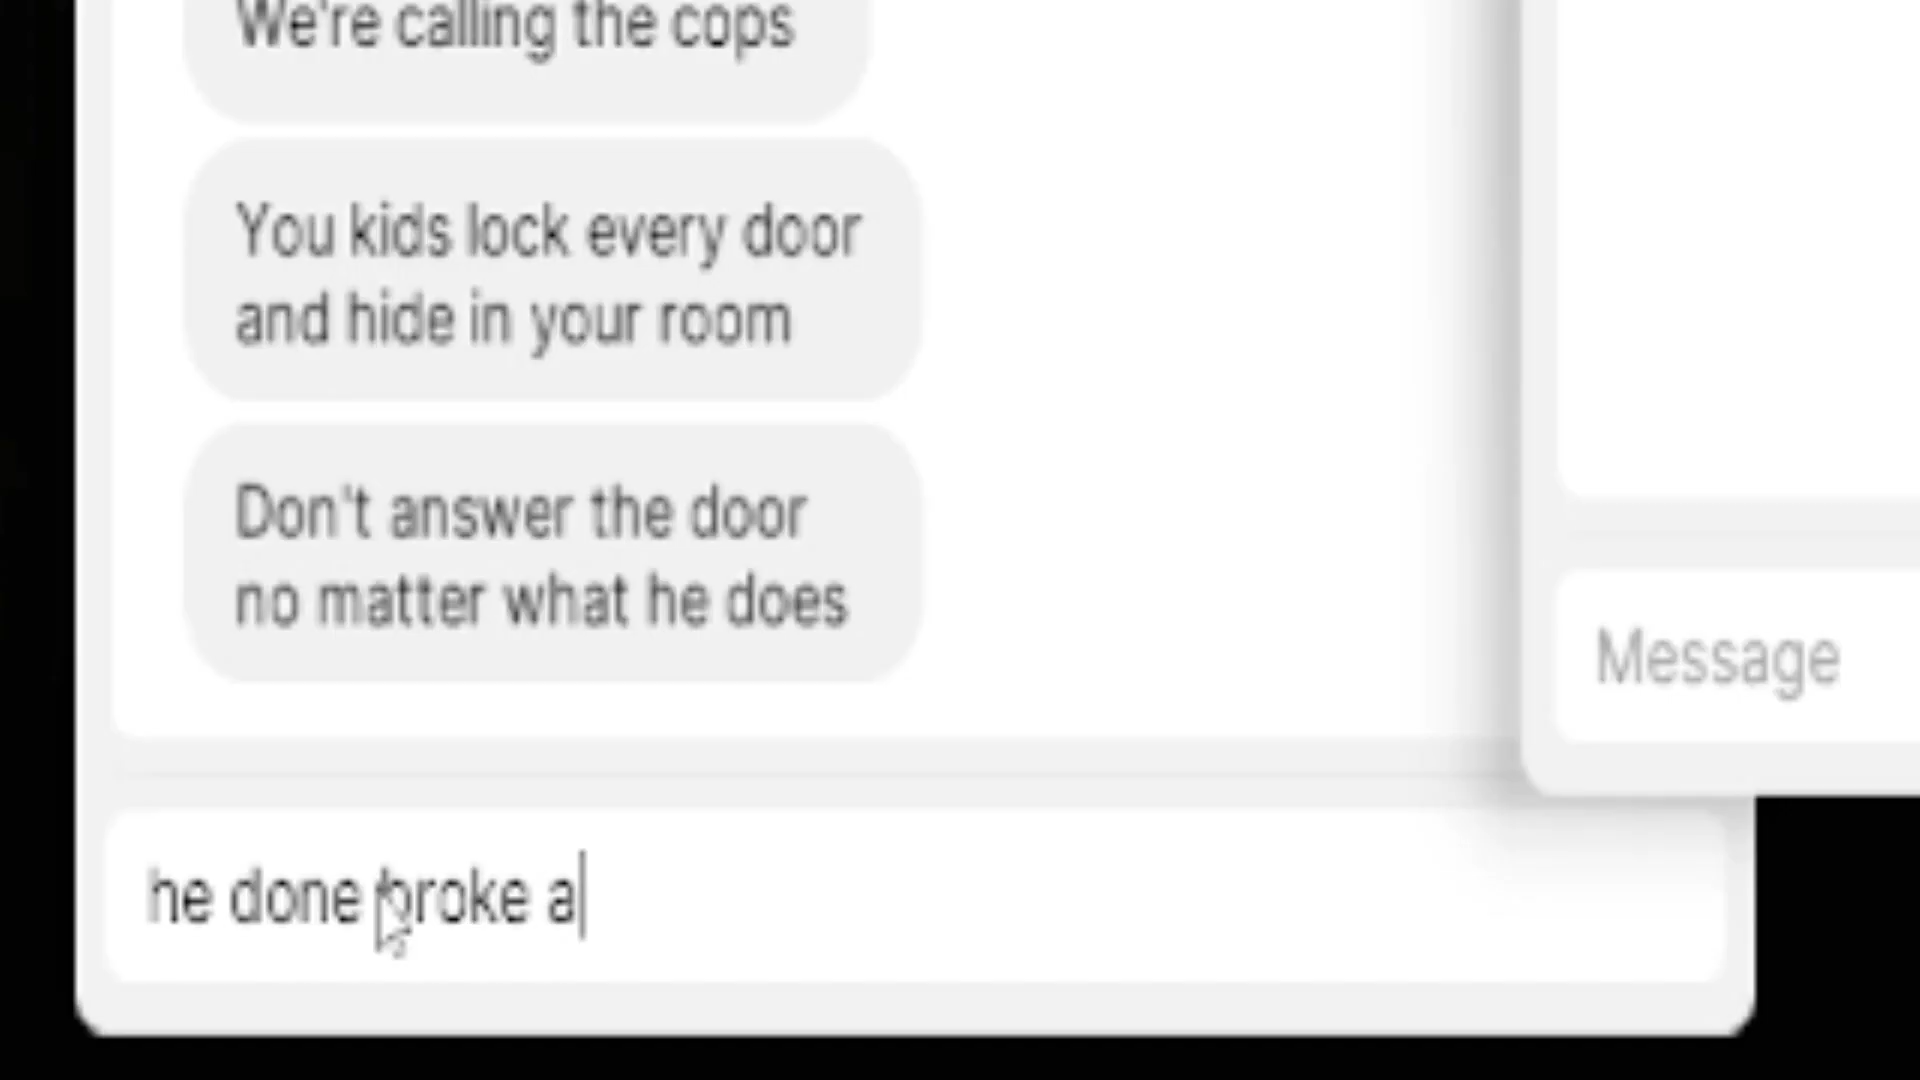 We're calling the cops
You kids lock every door
and hide in your room
Don't answer the door
no matter what he does
Message
he done broke a